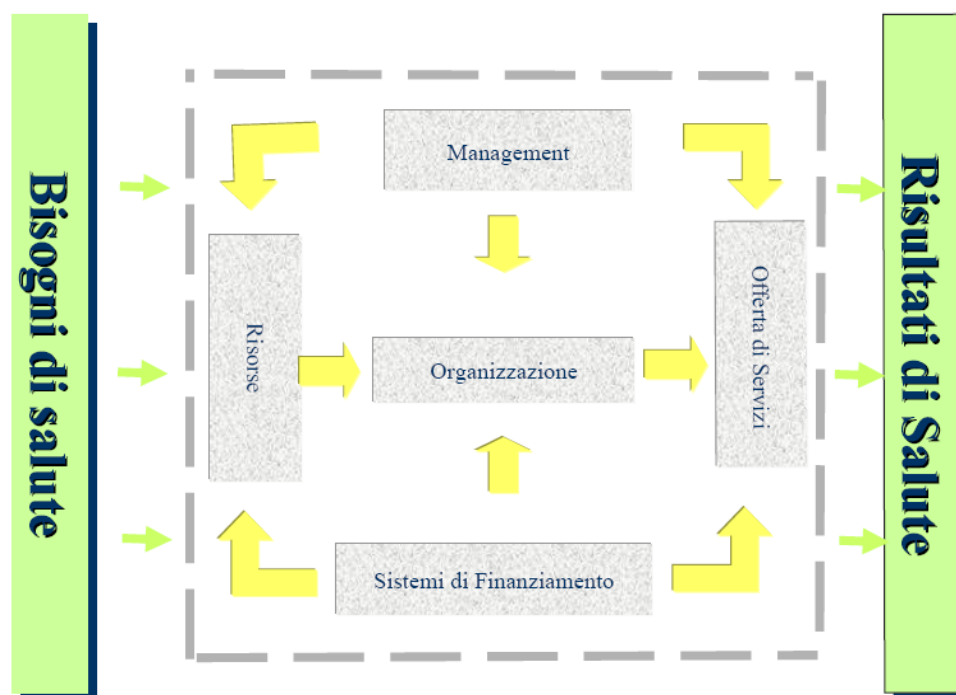 Bisogni di salute
Management
Risorse
Organizzazione
Offerta di Servizi
Sistemi di Finanziamento
Risultati di Salute